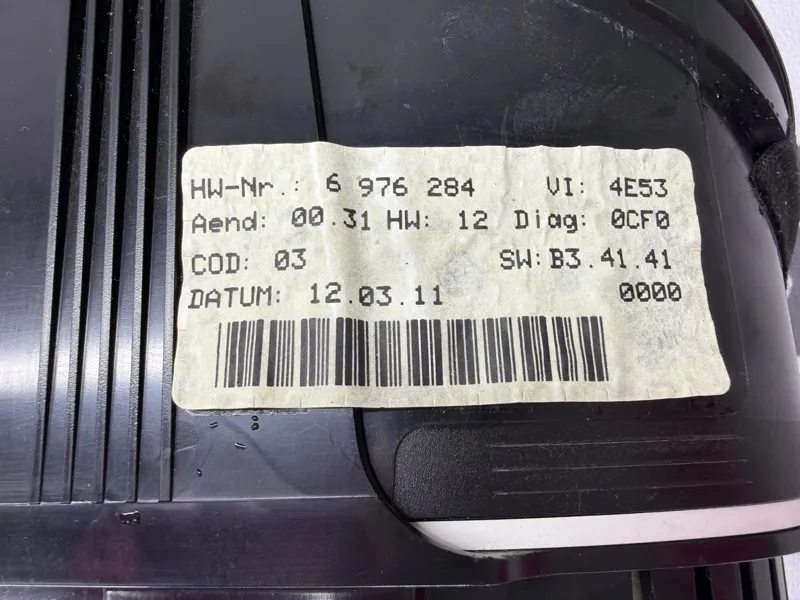 HW-Nr.: 6 976 284 VI: 4E53
Aend: 00.31 HW: 12 Diag: 0CF0
COD: 03 SW: B3.41.41
DATUM: 12.03.11 0000